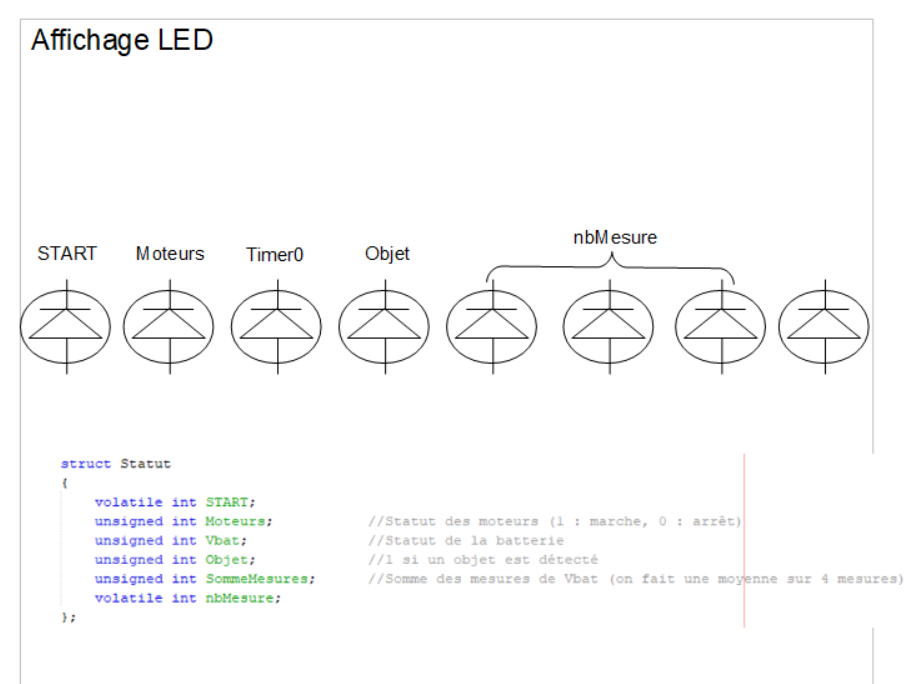 Affichage LED
nbMesure
START Moteurs Timer0 Objet
struct Statut
{
volatile int START;
unsigned int Moteurs; //Statut des moteurs (1 : marche, 0 : arrêt)
unsigned int Vbat; //Statut de la batterie
unsigned int Objet; //1 si un objet est détecté
unsigned int SommeMesures; //Somme des mesures de Vbat (on fait une moyenne sur 4 mesures)
volatile int nbMesure;
};